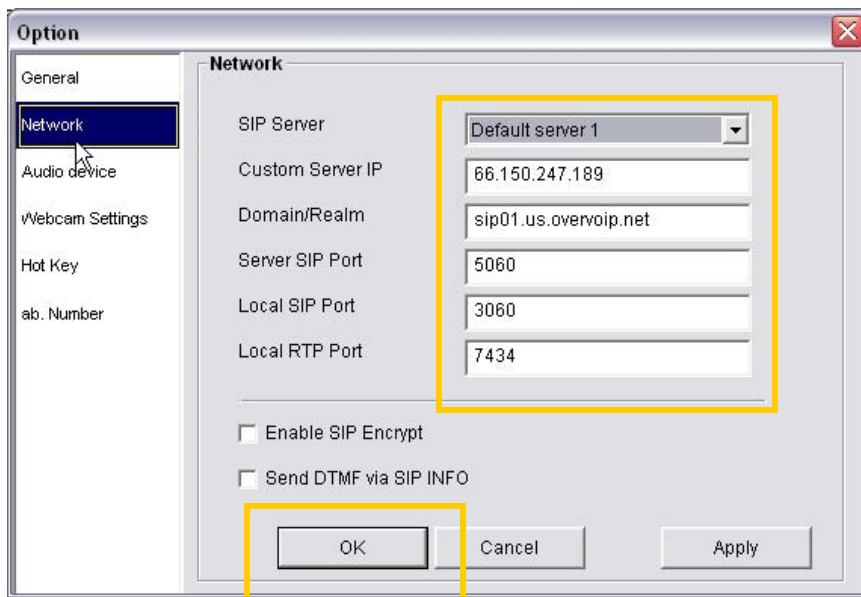 Option
General
Network
Audio device
Webcam Settings
Hot Key
ab. Number
Network
SIP Server Default server 1
Custom Server IP 66.150.247.189
Domain/Realm sip01.us.overvoip.net
Server SIP Port 5060
Local SIP Port 3060
Local RTP Port 7434
Enable SIP Encrypt
Send DTMF via SIP INFO
OK Cancel Apply